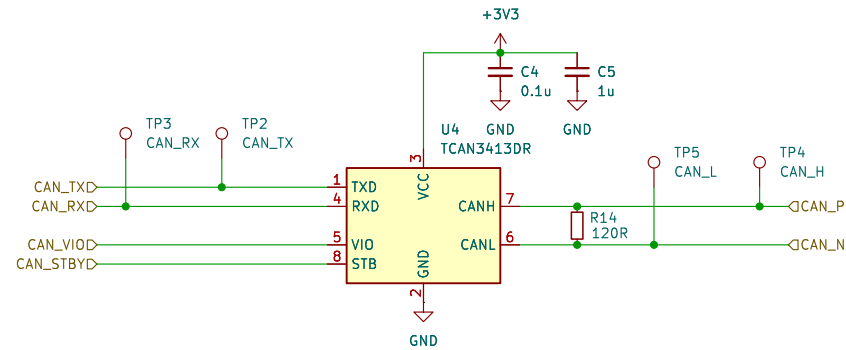 +3V3
C4
0.1u
C5
1u
GND
GND
TP3
CAN_RX
TP2
CAN_TX
U4
TCAN3413DR
TP5
CAN_L
TP4
CAN_H
3
VCC
CAN_TX
1
TXD
CAN_RX
4
RXD
CANH
7
CAN_P
R14
120R
CAN_VIO
5
VIO
CANL
6
CAN_N
CAN_STBY
8
STB
GND
2
GND